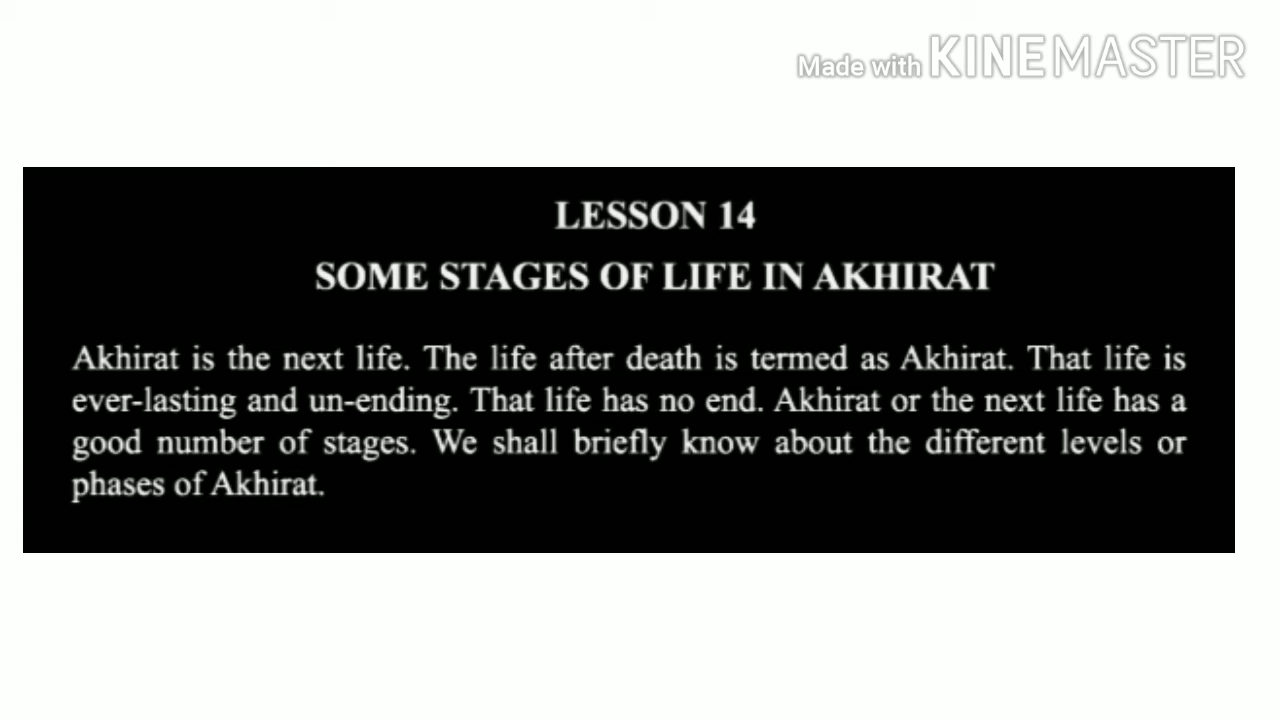 Made with KINEMASTER
LESSON 14
SOME STAGES OF LIFE IN AKHIRAT
Akhirat is the next life. The life after death is termed as Akhirat. That life is
ever-lasting and un-ending. That life has no end. Akhirat or the next life has a
good number of stages. We shall briefly know about the different levels or
phases of Akhirat.